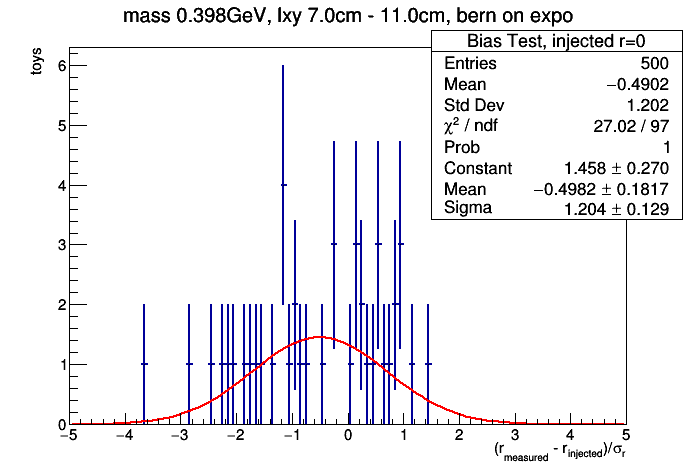 mass 0.398GeV, lxy 7.0cm - 11.0cm, bern on expo
Bias Test, injected r=0
Entries 500
Mean −0.4902
Std Dev 1.202
χ² / ndf 27.02 / 97
Prob 1
Constant 1.458 ± 0.270
Mean −0.4982 ± 0.1817
Sigma 1.204 ± 0.129
toys
6
5
4
3
2
1
0
−5 −4 −3 −2 −1 0 1 2 3 4 5
(r_measured - r_injected)/σ_r